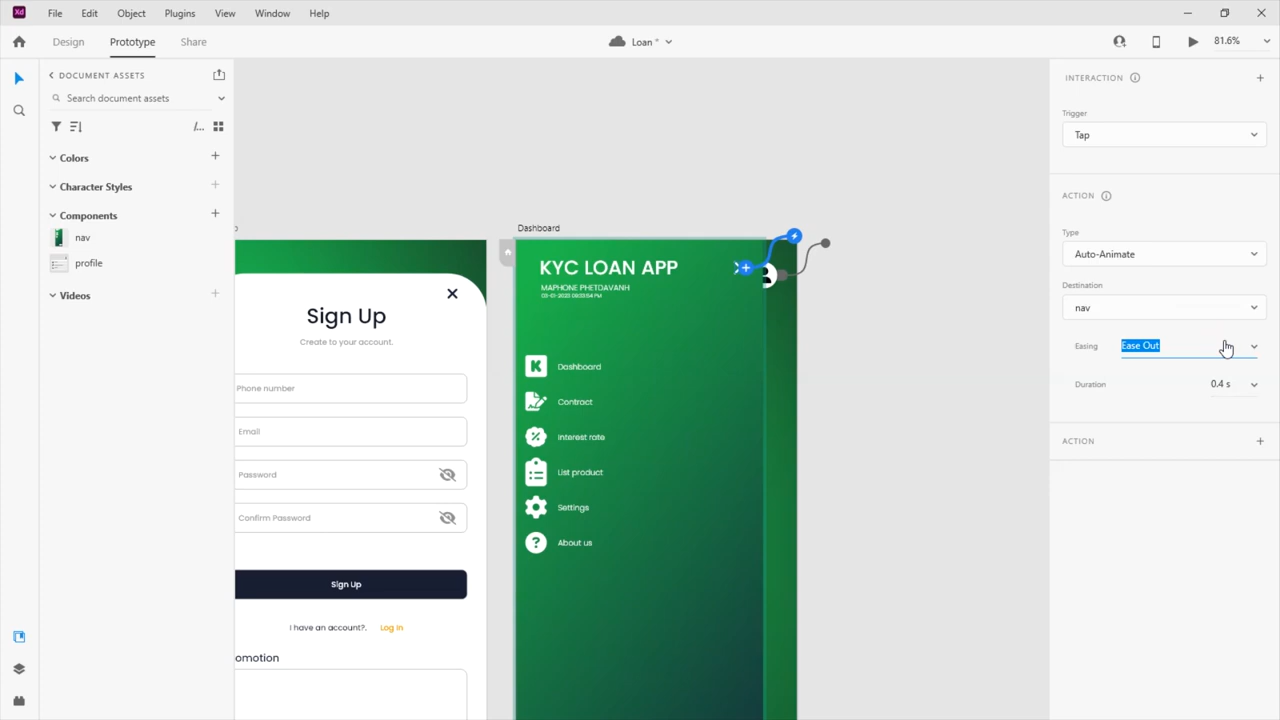 Xd File Edit Object Plugins View Window Help
Design Prototype Share Loan * 81.6%
DOCUMENT ASSETS
Search document assets
/...
Colors
Character Styles
Components
nav
profile
Videos
Dashboard
Sign Up
Create to your account.
Phone number
Email
Password
Confirm Password
Sign Up
I have an account?. Log in
omotion
KYC LOAN APP
MAPHONE PHETDAVANH
Dashboard
Contract
Interest rate
List product
Settings
About us
INTERACTION
Trigger
Tap
ACTION
Type
Auto-Animate
Destination
nav
Easing Ease Out
Duration 0.4 s
ACTION